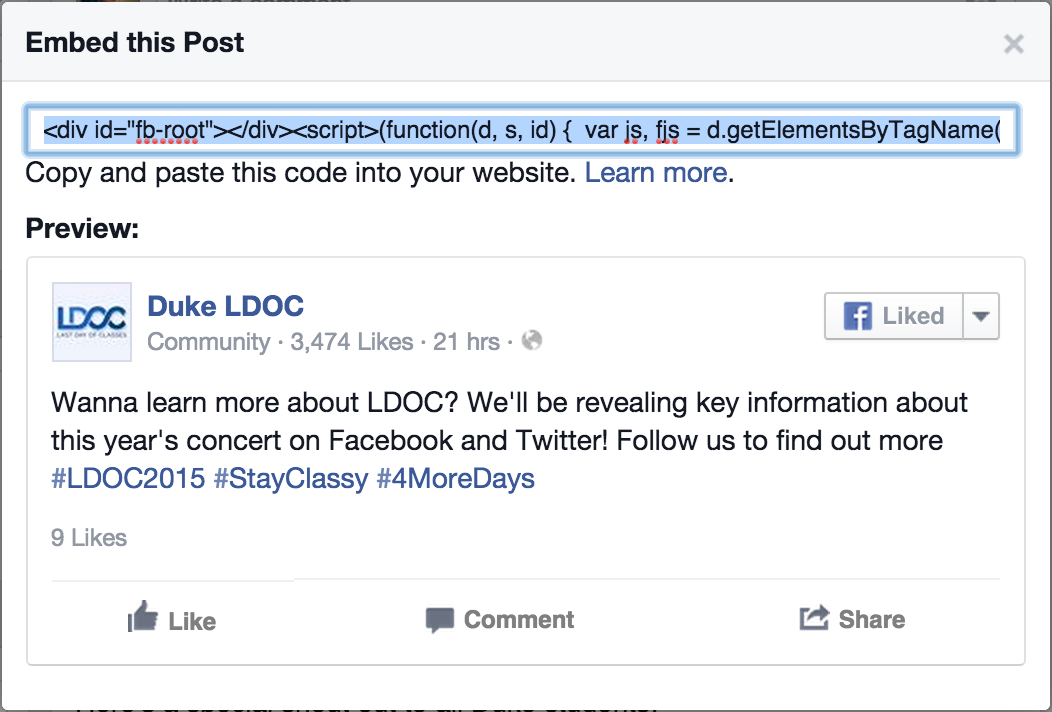 Embed this Post
<div id="fb-root"></div><script>(function(d, s, id) {  var js, fjs = d.getElementsByTagName(
Copy and paste this code into your website. Learn more.
Preview:
LDOC
LAST DAY OF CLASSES
Duke LDOC
Community · 3,474 Likes · 21 hrs ·
Liked
Wanna learn more about LDOC? We'll be revealing key information about
this year's concert on Facebook and Twitter! Follow us to find out more
#LDOC2015 #StayClassy #4MoreDays
9 Likes
Like Comment Share